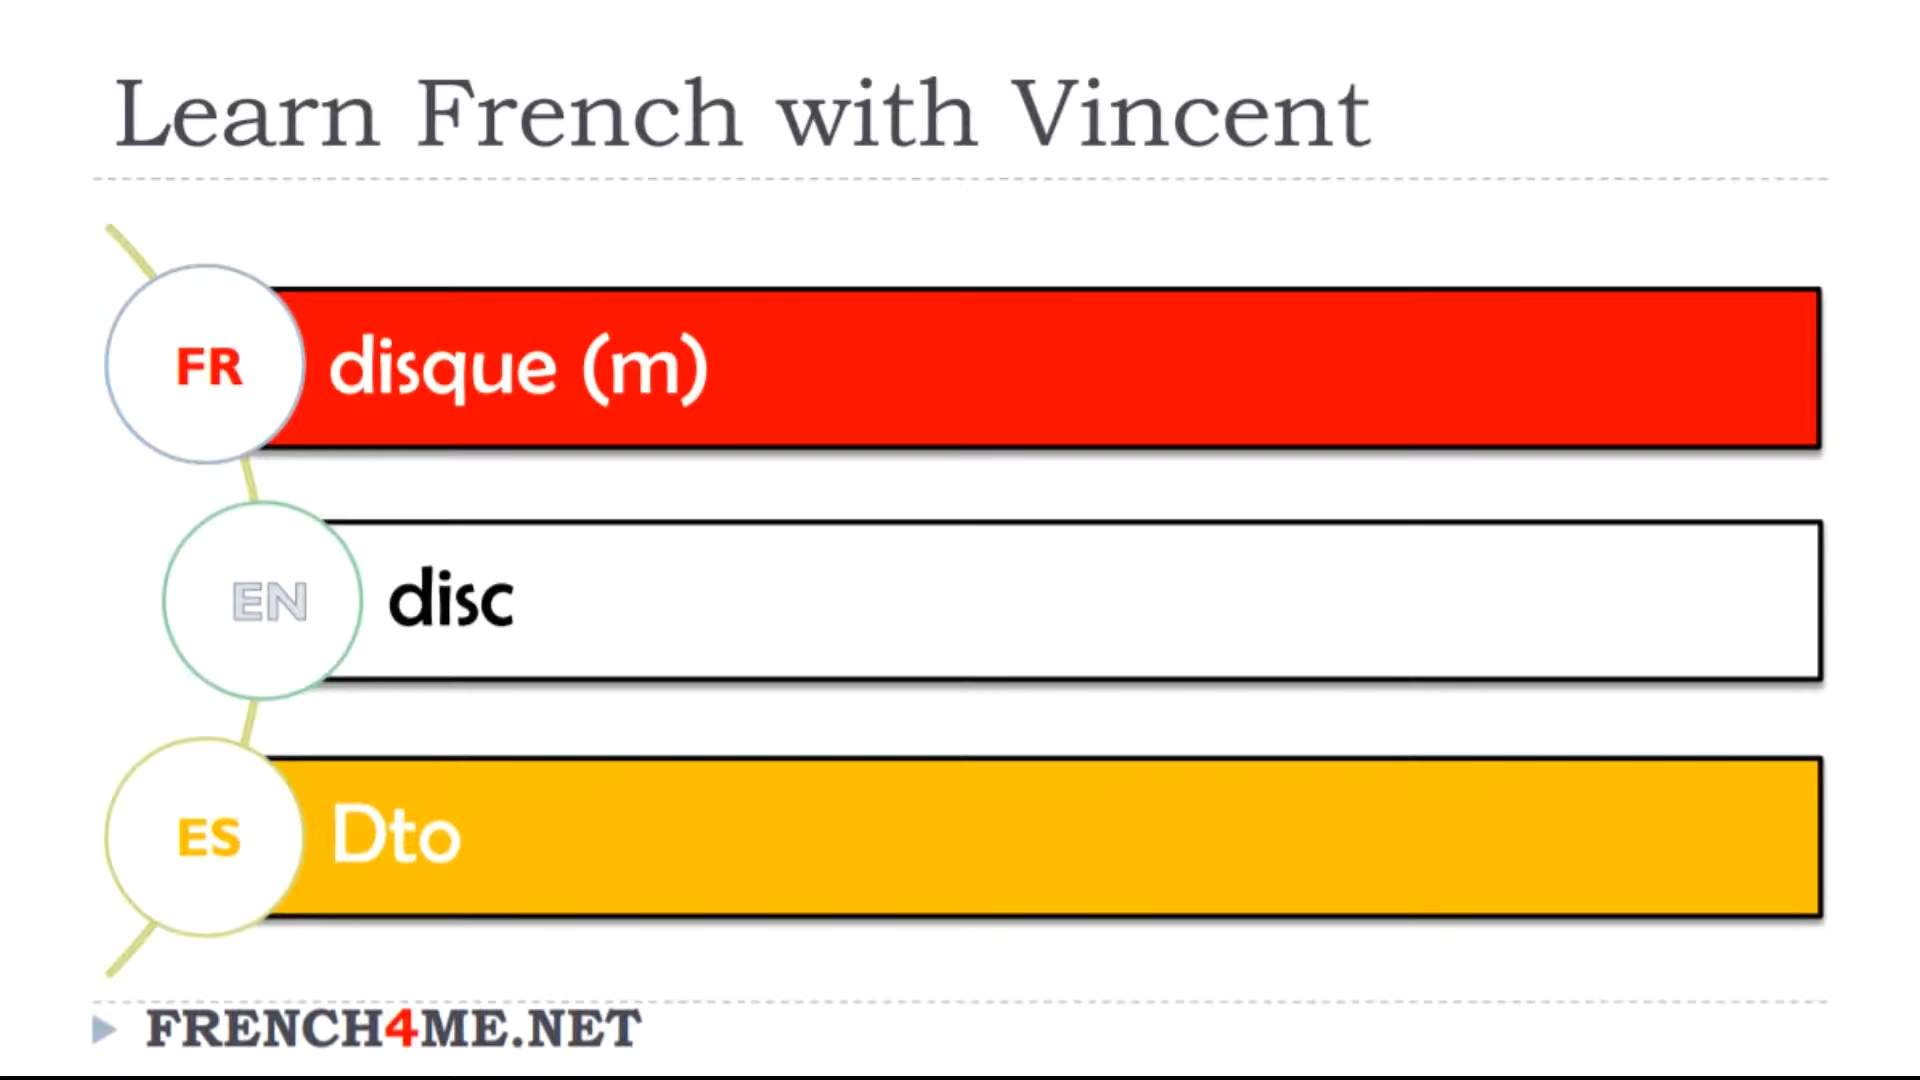 Learn French with Vincent
FR disque (m)
EN disc
ES Dto
FRENCH4ME.NET